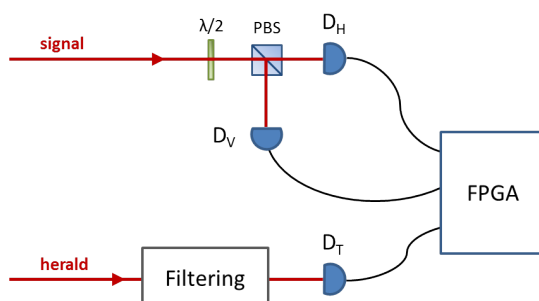 λ/2
PBS
D_H
signal
D_V
FPGA
D_T
herald
Filtering